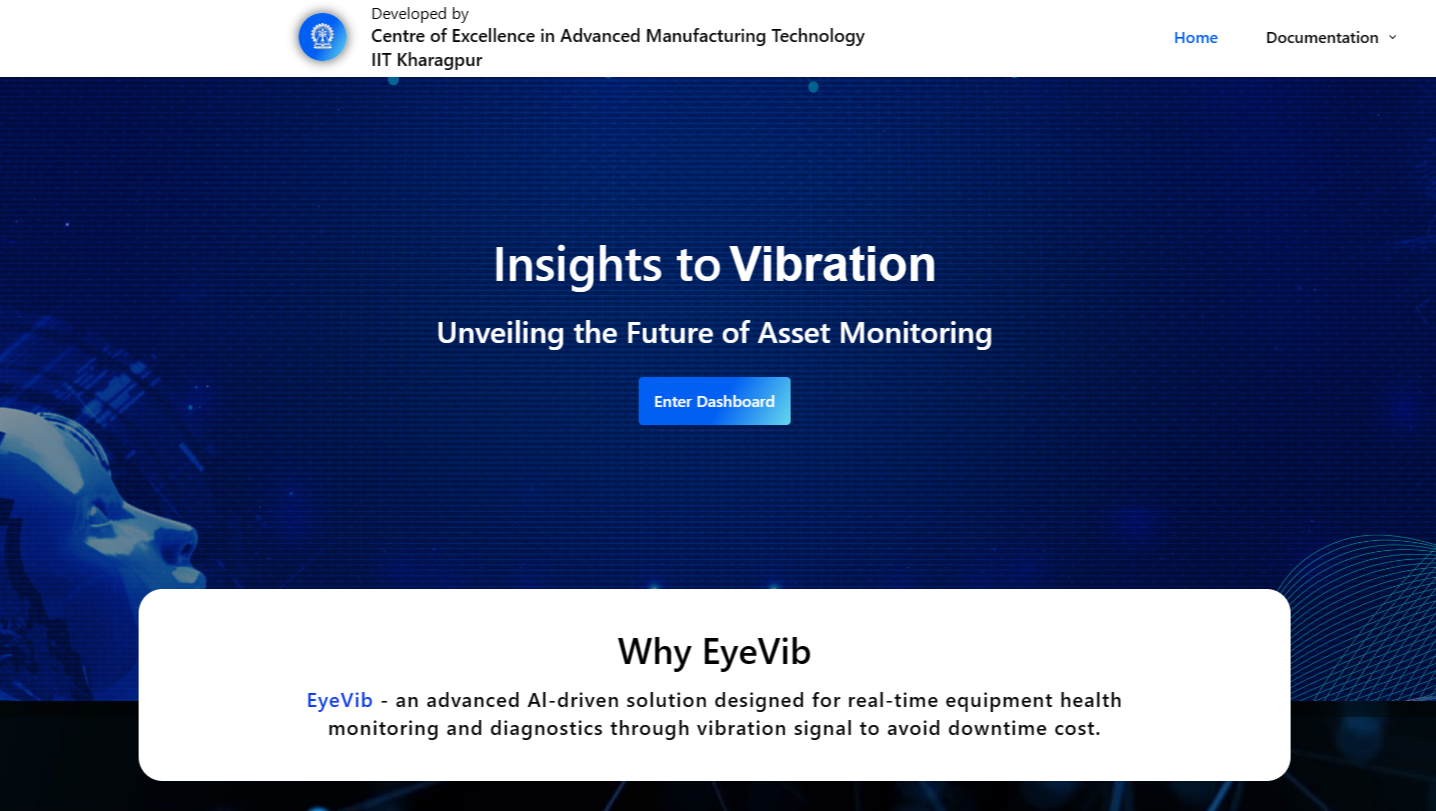 Developed by
Centre of Excellence in Advanced Manufacturing Technology
IIT Kharagpur
Home
Documentation
Insights to Vibration
Unveiling the Future of Asset Monitoring
Enter Dashboard
Why EyeVib
EyeVib - an advanced AI-driven solution designed for real-time equipment health
monitoring and diagnostics through vibration signal to avoid downtime cost.